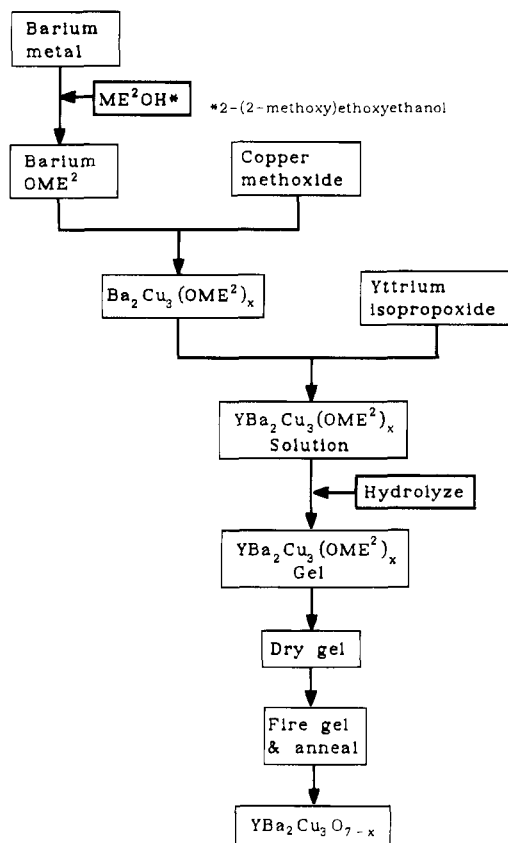 Barium
metal
ME²OH*
*2-(2-methoxy)ethoxyethanol
Barium
OME²
Copper
methoxide
Ba₂Cu₃(OME²)ₓ
Yttrium
isopropoxide
YBa₂Cu₃(OME²)ₓ
Solution
Hydrolyze
YBa₂Cu₃(OME²)ₓ
Gel
Dry gel
Fire gel
& anneal
YBa₂Cu₃O₇₋ₓ